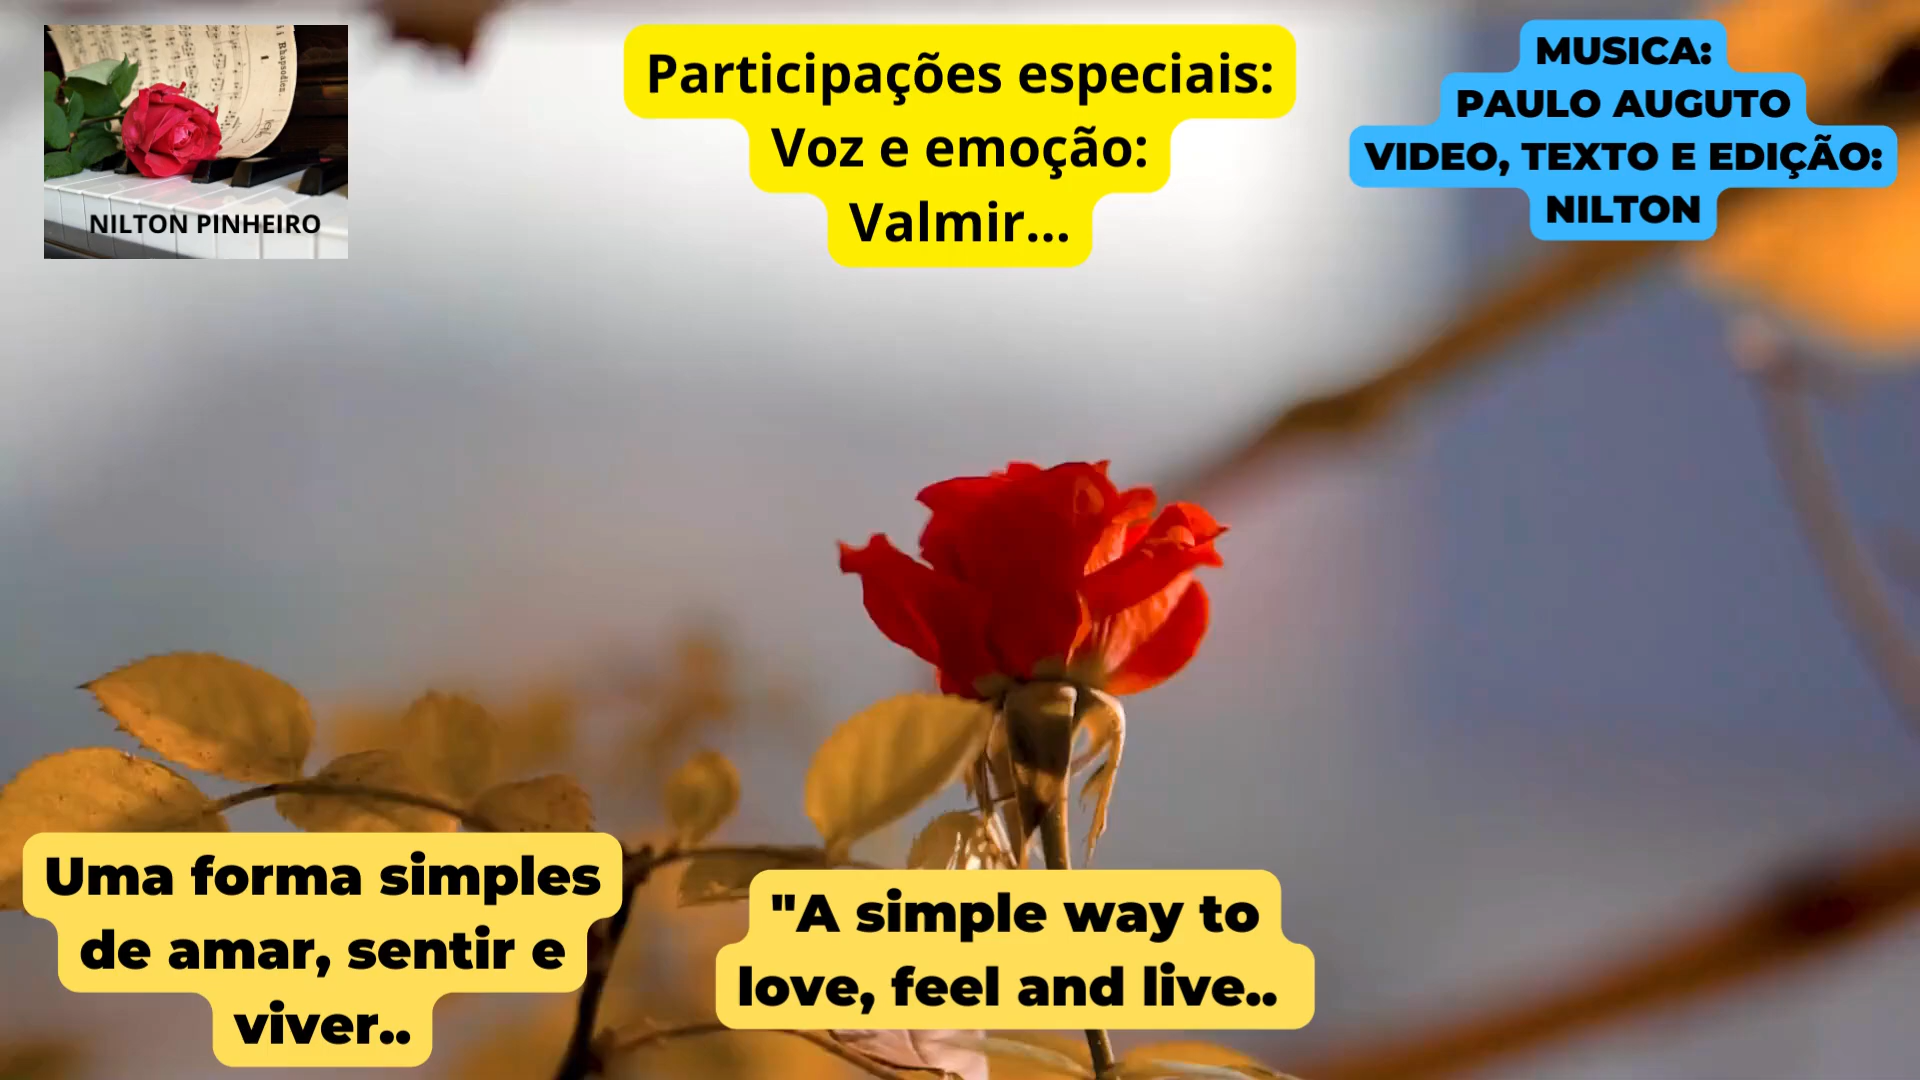 NILTON PINHEIRO
Participações especiais:
Voz e emoção:
Valmir...
MUSICA:
PAULO AUGUTO
VIDEO, TEXTO E EDIÇÃO:
NILTON
Uma forma simples
de amar, sentir e
viver..
"A simple way to
love, feel and live..